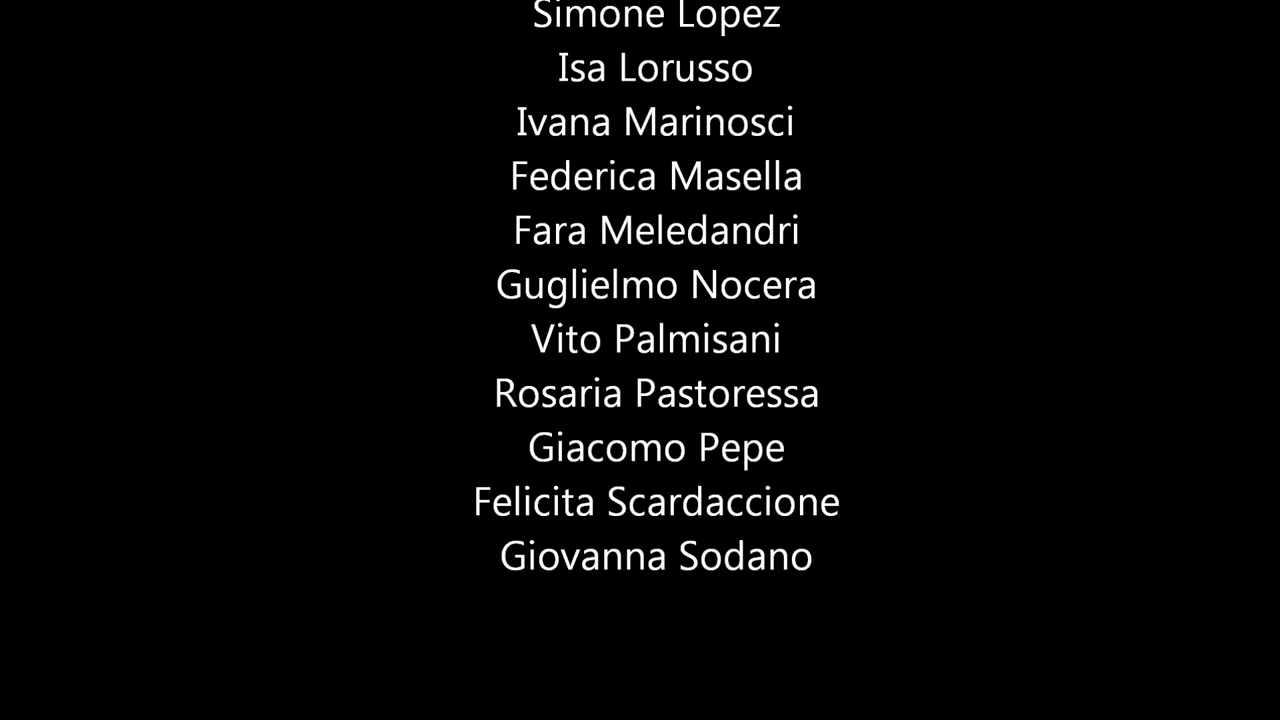 Simone Lopez
Isa Lorusso
Ivana Marinosci
Federica Masella
Fara Meledandri
Guglielmo Nocera
Vito Palmisani
Rosaria Pastoressa
Giacomo Pepe
Felicita Scardaccione
Giovanna Sodano